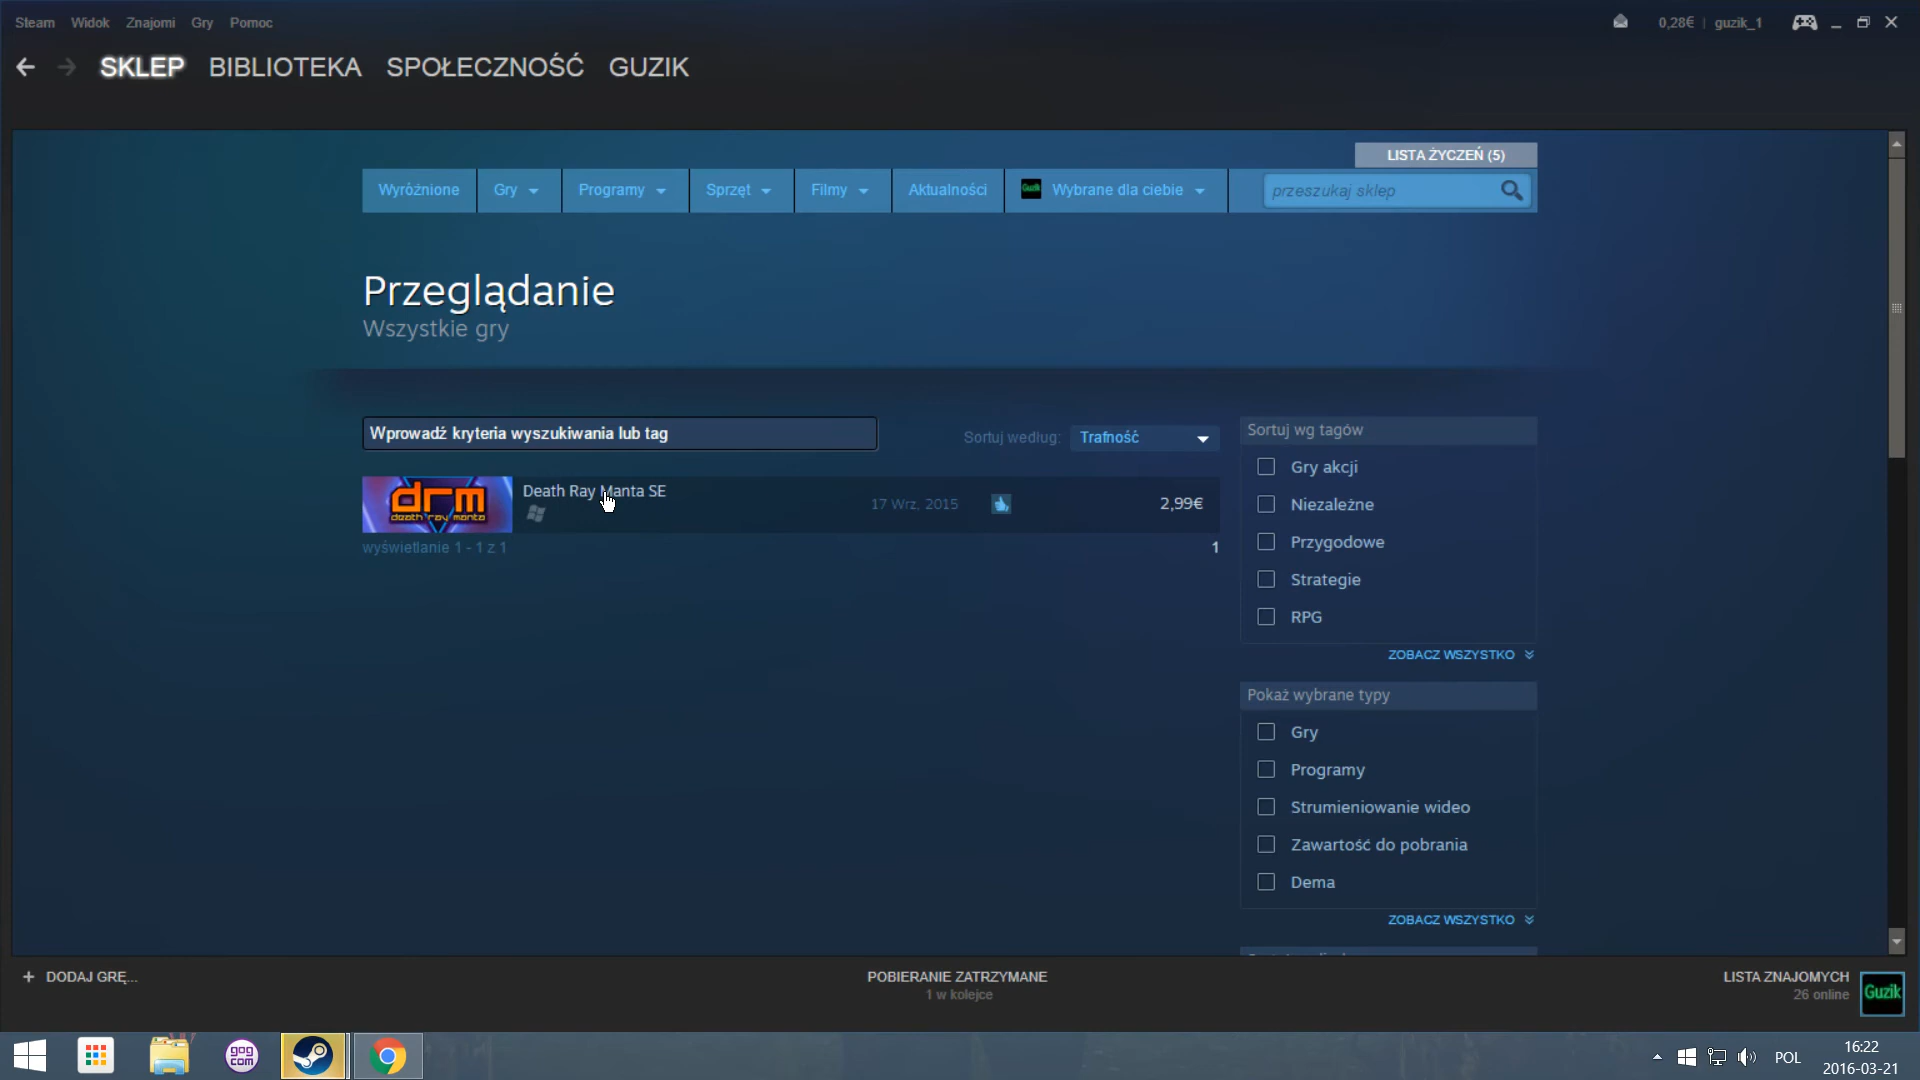 Steam Widok Znajomi Gry Pomoc
0,28€ guzik_1
SKLEP BIBLIOTEKA SPOŁECZNOŚĆ GUZIK
LISTA ŻYCZEŃ (5)
Wyróżnione Gry Programy Sprzęt Filmy Aktualności Guzik Wybrane dla ciebie przeszukaj sklep
Przeglądanie
Wszystkie gry
Wprowadź kryteria wyszukiwania lub tag
Sortuj według: Trafność
drm
death ray manta
Death Ray Manta SE
17 Wrz, 2015
2,99€
wyświetlanie 1 - 1 z 1
1
Sortuj wg tagów
Gry akcji
Niezależne
Przygodowe
Strategie
RPG
ZOBACZ WSZYSTKO
Pokaż wybrane typy
Gry
Programy
Strumieniowanie wideo
Zawartość do pobrania
Dema
ZOBACZ WSZYSTKO
+ DODAJ GRĘ...
POBIERANIE ZATRZYMANE
1 w kolejce
LISTA ZNAJOMYCH
26 online
Guzik
gog
com
POL
16:22
2016-03-21